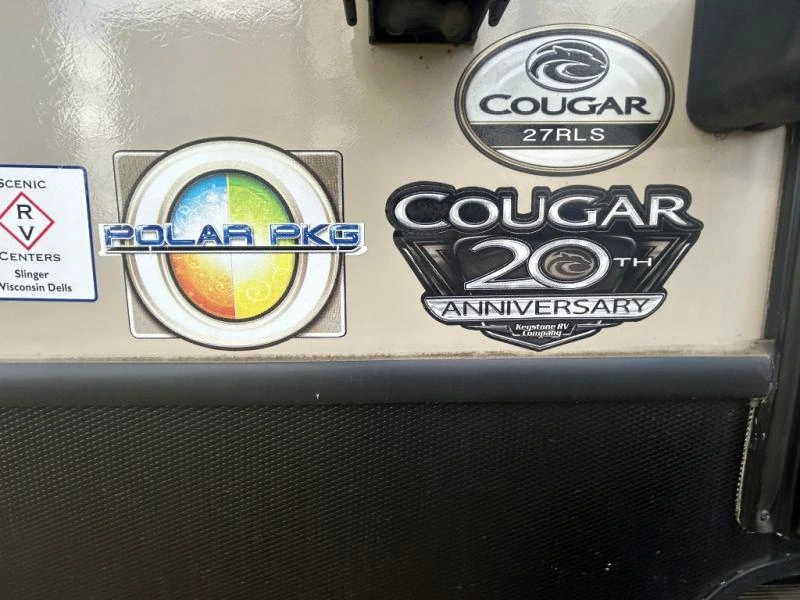 COUGAR
27RLS
SCENIC
R
V
CENTERS
Slinger
Wisconsin Dells
POLAR PKG
COUGAR
20TH
ANNIVERSARY
Keystone RV
Company